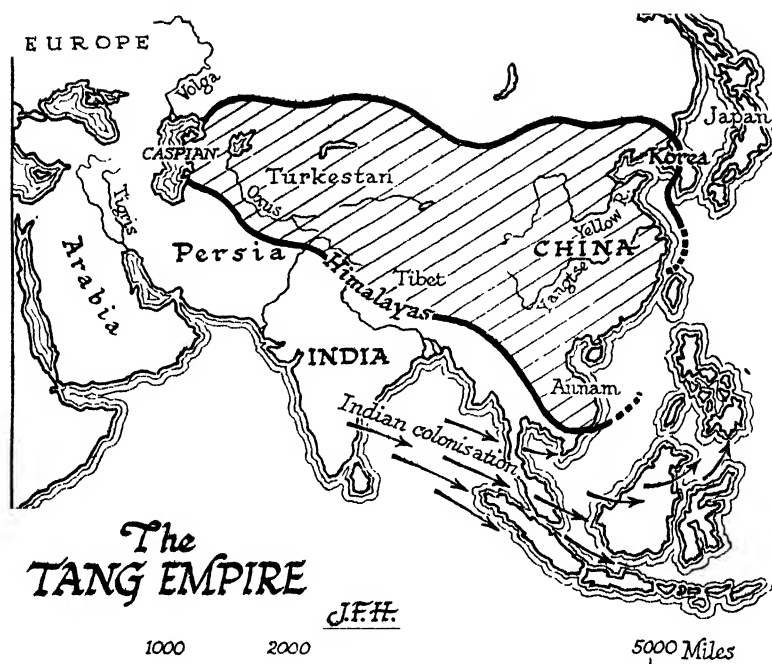 EUROPE
Volga
CASPIAN
Turkestan
Oxus
Tigris
Persia
Arabia
Himalayas
Tibet
INDIA
Japan
Korea
Yellow R.
CHINA
Yangtse
Annam
Indian colonisation
The
TANG EMPIRE
J.F.H.
1000 2000 5000 Miles